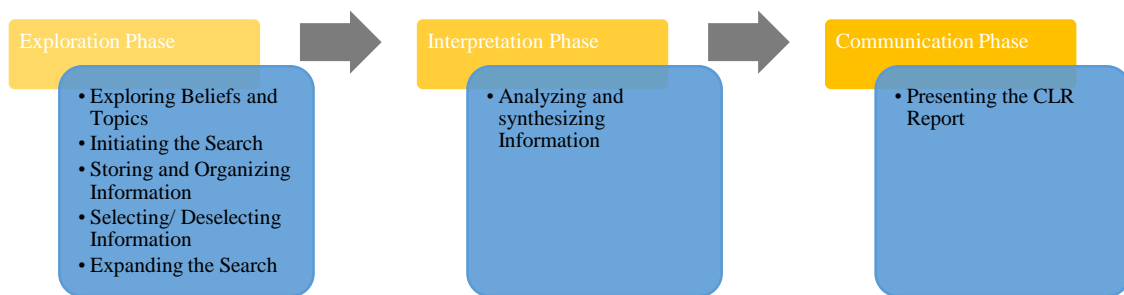 Exploration Phase
• Exploring Beliefs and
Topics
• Initiating the Search
• Storing and Organizing
Information
• Selecting/ Deselecting
Information
• Expanding the Search
Interpretation Phase
• Analyzing and
synthesizing
Information
Communication Phase
• Presenting the CLR
Report